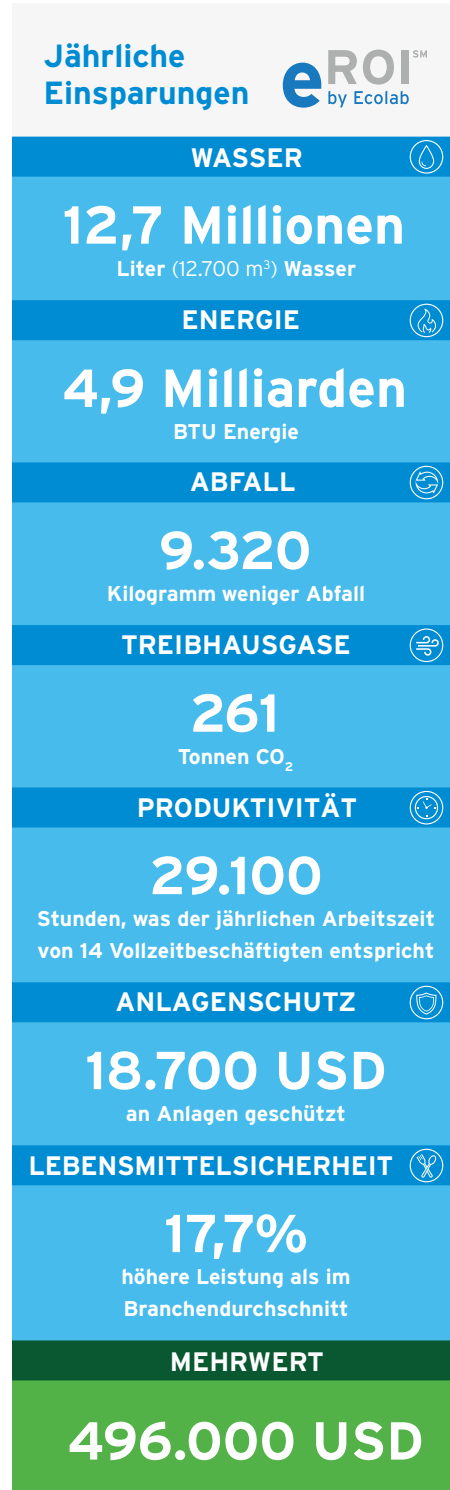 Jährliche
Einsparungen
eROI℠
by Ecolab
WASSER
12,7 Millionen
Liter (12.700 m³) Wasser
ENERGIE
4,9 Milliarden
BTU Energie
ABFALL
9.320
Kilogramm weniger Abfall
TREIBHAUSGASE
261
Tonnen CO₂
PRODUKTIVITÄT
29.100
Stunden, was der jährlichen Arbeitszeit
von 14 Vollzeitbeschäftigten entspricht
ANLAGENSCHUTZ
18.700 USD
an Anlagen geschützt
LEBENSMITTELSICHERHEIT
17,7%
höhere Leistung als im
Branchendurchschnitt
MEHRWERT
496.000 USD